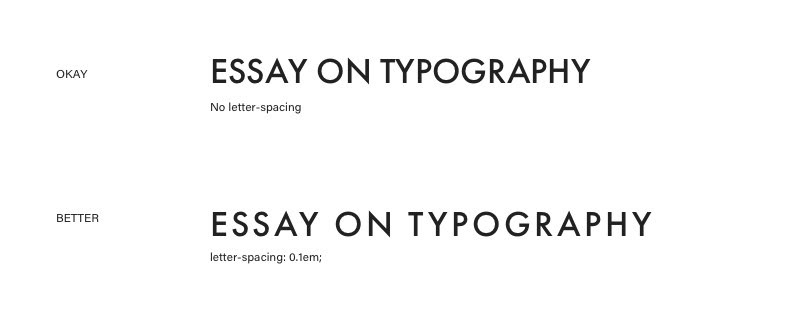 OKAY
ESSAY ON TYPOGRAPHY
No letter-spacing
BETTER
ESSAY ON TYPOGRAPHY
letter-spacing: 0.1em;